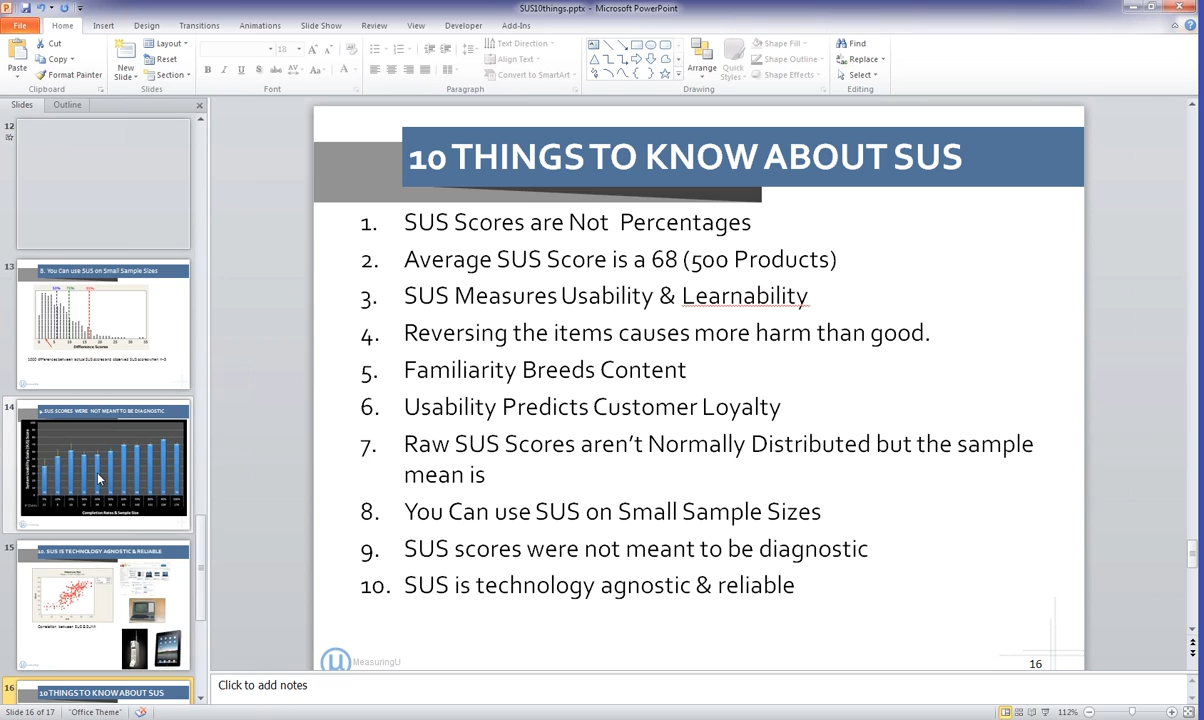 SUS10things.pptx - Microsoft PowerPoint
File Home Insert Design Transitions Animations Slide Show Review View Developer Add-Ins
Paste Cut Copy Format Painter
Clipboard
New Slide Layout Reset Section
Slides
18
Font
Text Direction
Align Text
Convert to SmartArt
Paragraph
Arrange Quick Styles Shape Fill Shape Outline Shape Effects
Drawing
Find
Replace
Select
Editing
Slides Outline
12
13
8. You Can use SUS on Small Sample Sizes
Difference Scores
14
9. SUS SCORES WERE NOT MEANT TO BE DIAGNOSTIC
Completion Rates & Sample Size
15
10. SUS IS TECHNOLOGY AGNOSTIC & RELIABLE
16
10 THINGS TO KNOW ABOUT SUS
10 THINGS TO KNOW ABOUT SUS
1. SUS Scores are Not Percentages
2. Average SUS Score is a 68 (500 Products)
3. SUS Measures Usability & Learnability
4. Reversing the items causes more harm than good.
5. Familiarity Breeds Content
6. Usability Predicts Customer Loyalty
7. Raw SUS Scores aren't Normally Distributed but the sample
mean is
8. You Can use SUS on Small Sample Sizes
9. SUS scores were not meant to be diagnostic
10. SUS is technology agnostic & reliable
MeasuringU
16
Click to add notes
Slide 16 of 17 "Office Theme" 112%